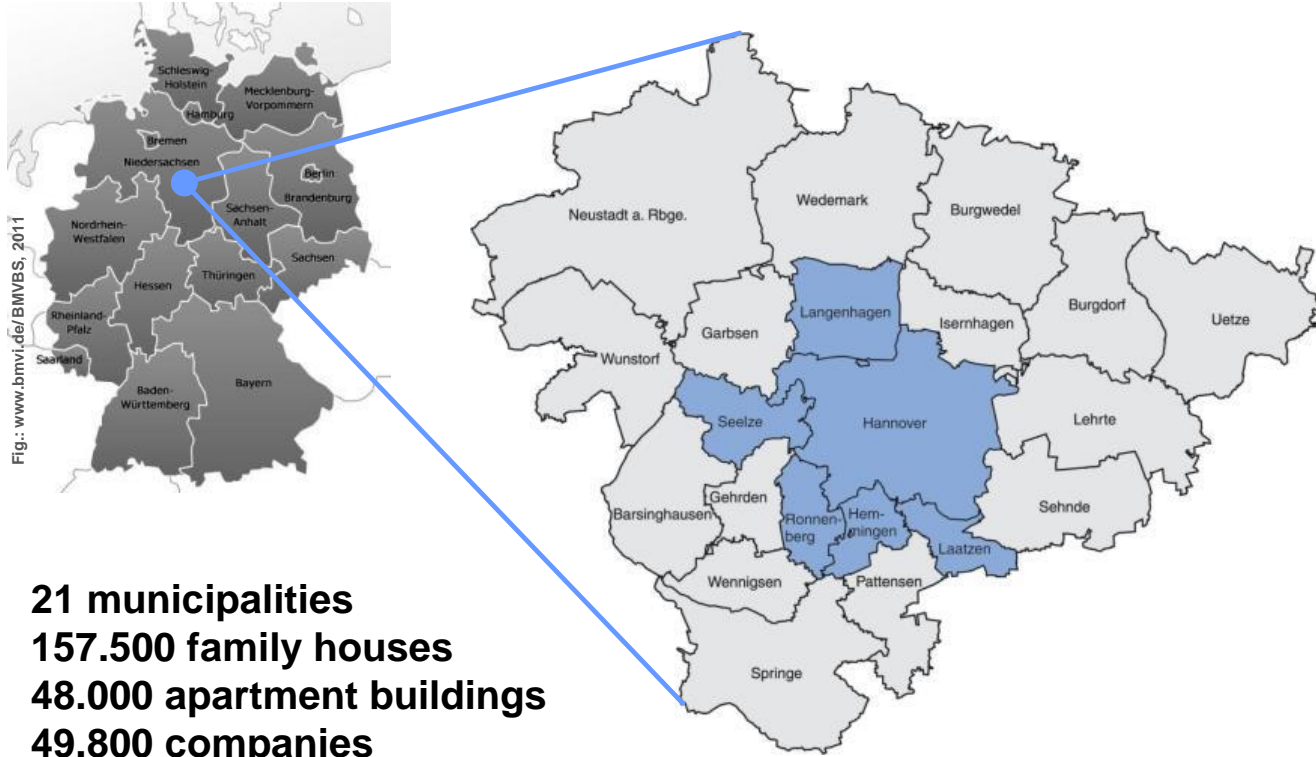 Schleswig-
Holstein
Mecklenburg-
Vorpommern
Hamburg
Bremen
Niedersachsen
Berlin
Brandenburg
Sachsen-
Anhalt
Nordrhein-
Westfalen
Sachsen
Thüringen
Hessen
Rheinland-
Pfalz
Saarland
Bayern
Baden-
Württemberg
Fig.: www.bmvi.de/ BMVBS, 2011
Neustadt a. Rbge.
Wedemark
Burgwedel
Langenhagen
Isernhagen
Burgdorf
Uetze
Garbsen
Wunstorf
Seelze
Hannover
Lehrte
Sehnde
Gehrden
Barsinghausen
Ronnen-
berg
Hem-
mingen
Laatzen
Wennigsen
Pattensen
Springe
21 municipalities
157.500 family houses
48.000 apartment buildings
49.800 companies